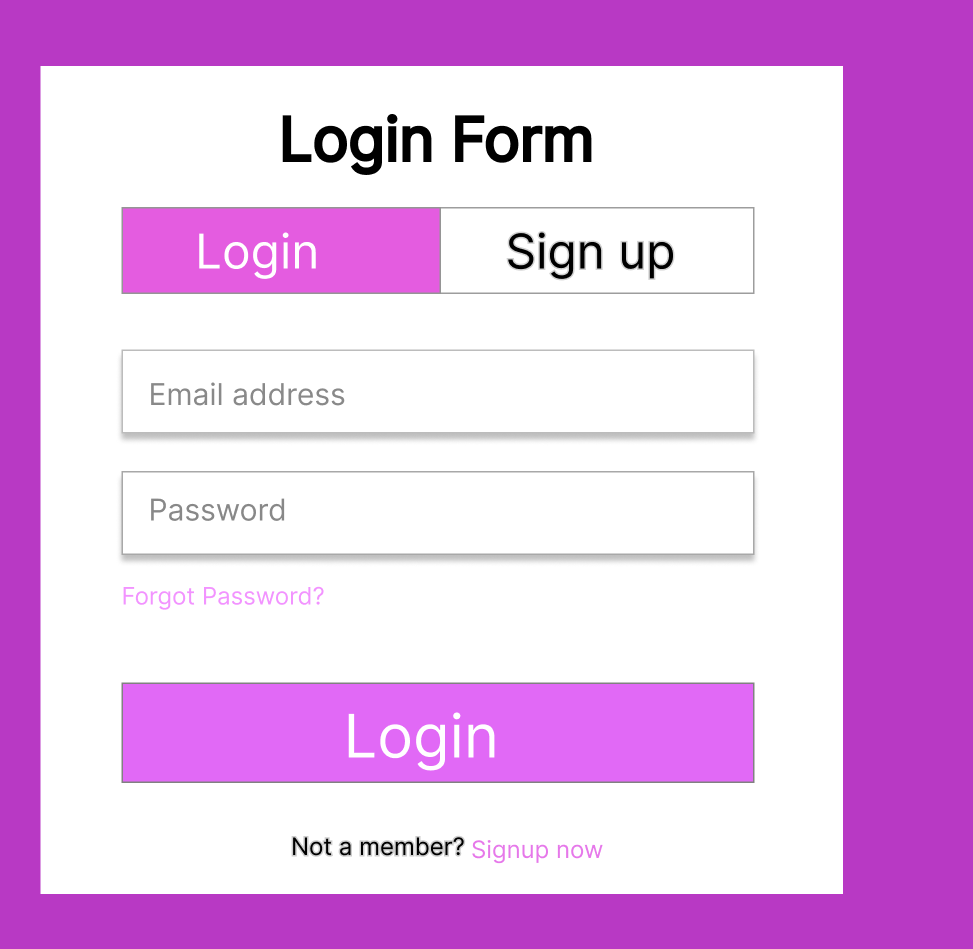 Login Form
Login Sign up
Email address
Password
Forgot Password?
Login
Not a member? Signup now